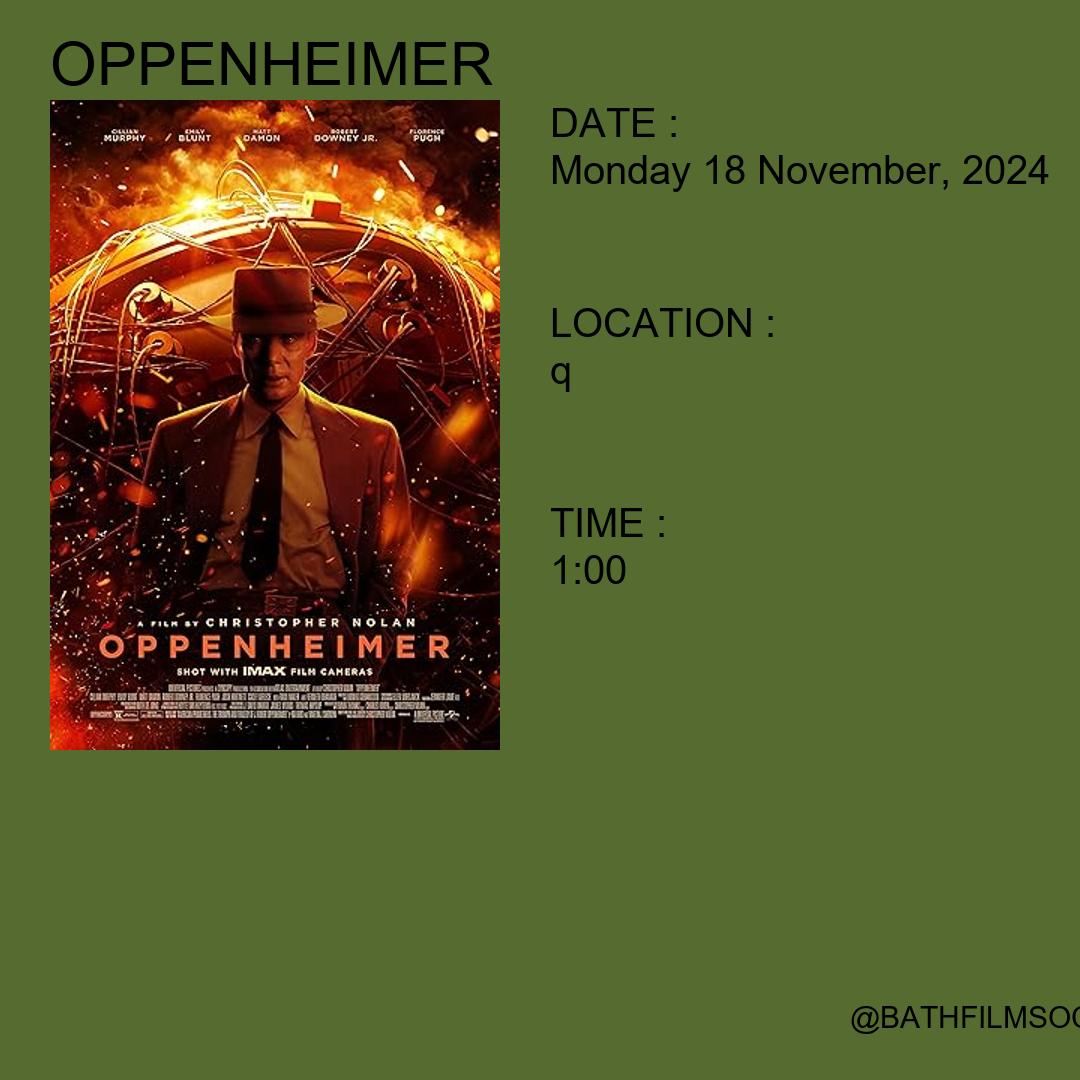 OPPENHEIMER
CILLIAN MURPHY
EMILY BLUNT
MATT DAMON
ROBERT DOWNEY JR.
FLORENCE PUGH
A FILM BY CHRISTOPHER NOLAN
OPPENHEIMER
SHOT WITH IMAX FILM CAMERAS
DATE :
Monday 18 November, 2024
LOCATION :
q
TIME :
1:00
@BATHFILMSOC